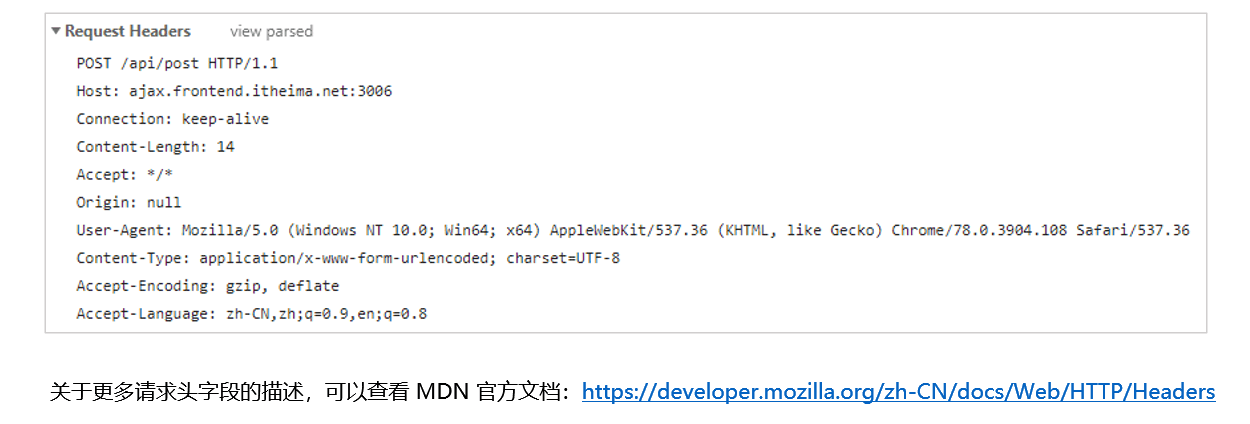 Request Headers view parsed
POST /api/post HTTP/1.1
Host: ajax.frontend.itheima.net:3006
Connection: keep-alive
Content-Length: 14
Accept: */*
Origin: null
User-Agent: Mozilla/5.0 (Windows NT 10.0; Win64; x64) AppleWebKit/537.36 (KHTML, like Gecko) Chrome/78.0.3904.108 Safari/537.36
Content-Type: application/x-www-form-urlencoded; charset=UTF-8
Accept-Encoding: gzip, deflate
Accept-Language: zh-CN,zh;q=0.9,en;q=0.8
关于更多请求头字段的描述，可以查看 MDN 官方文档：https://developer.mozilla.org/zh-CN/docs/Web/HTTP/Headers